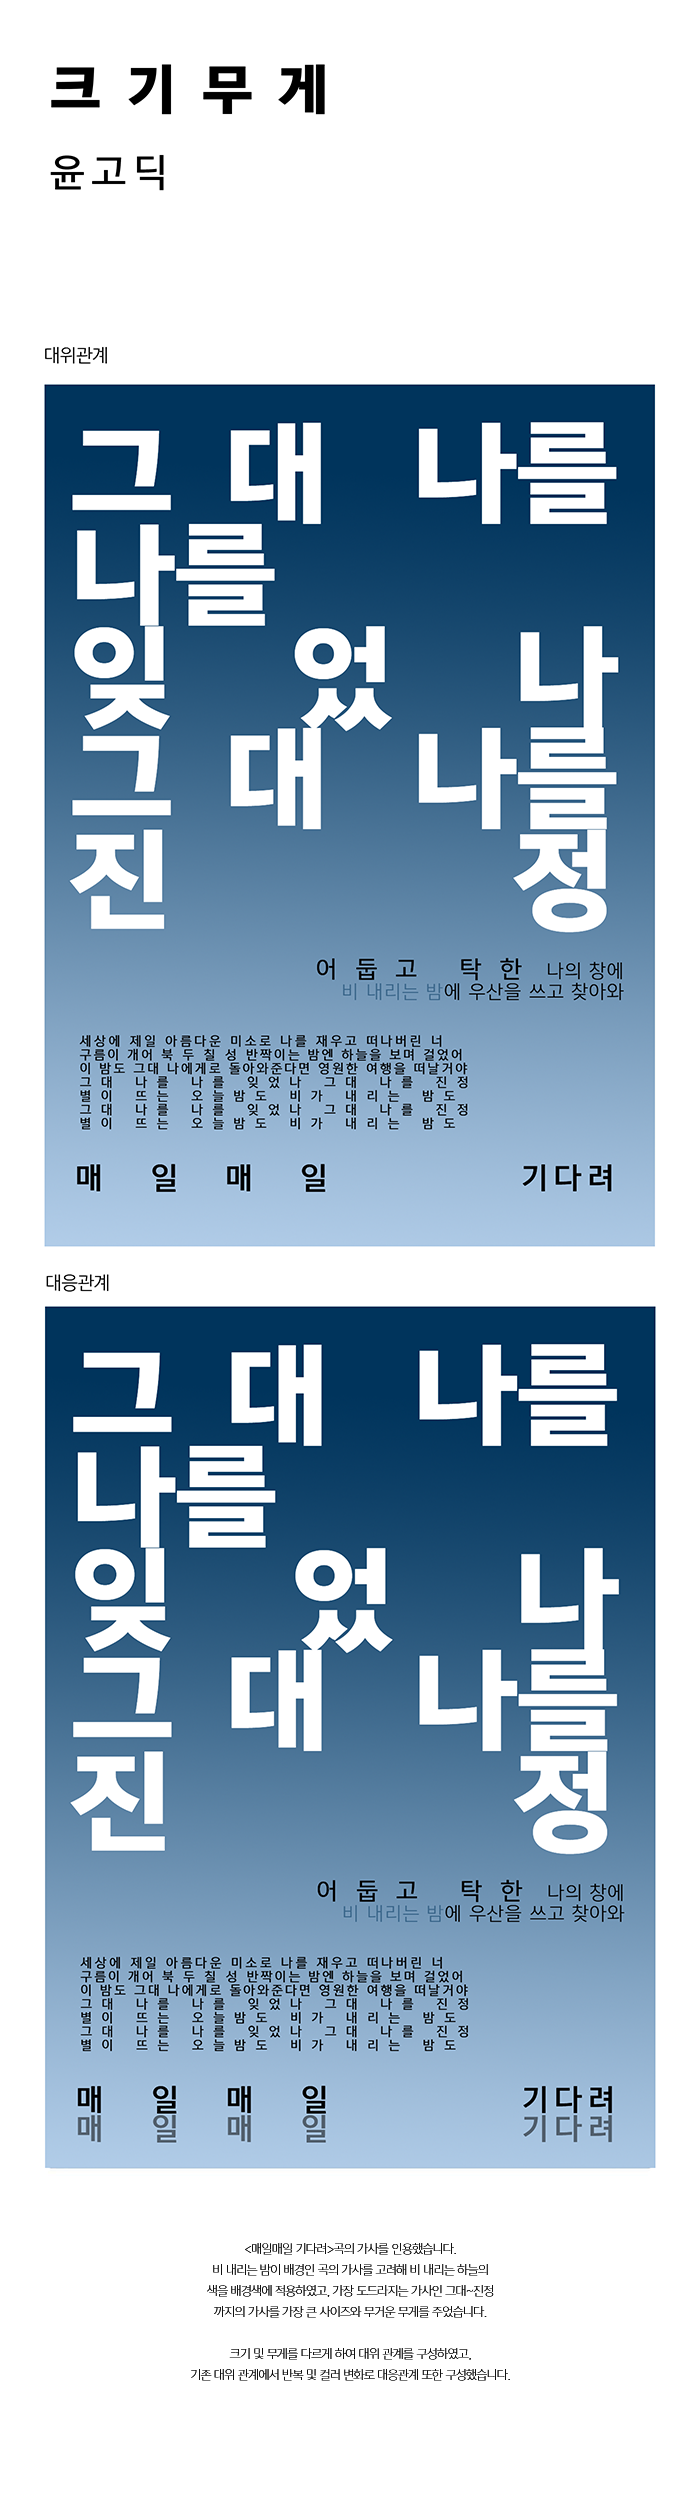 크기무게
윤고딕
대위관계
그 대 나를
나를
잊 었 나
그 대 나를
진 정
어 둡 고 탁 한 나의 창에
비 내리는 밤에 우산을 쓰고 찾아와
세상에 제일 아름다운 미소로 나를 재우고 떠나버린 너
구름이 개어 북 두 칠 성 반짝이는 밤엔 하늘을 보며 걸었어
이 밤도 그대 나에게로 돌아와준다면 영원한 여행을 떠날거야
그 대 나 를 나 를 잊 었 나 그 대 나 를 진 정
별 이 뜨 는 오 늘 밤 도 비 가 내 리 는 밤 도
그 대 나 를 나 를 잊 었 나 그 대 나 를 진 정
별 이 뜨 는 오 늘 밤 도 비 가 내 리 는 밤 도
매 일 매 일 기다려
대응관계
그 대 나를
나를
잊 었 나
그 대 나를
진 정
어 둡 고 탁 한 나의 창에
비 내리는 밤에 우산을 쓰고 찾아와
세상에 제일 아름다운 미소로 나를 재우고 떠나버린 너
구름이 개어 북 두 칠 성 반짝이는 밤엔 하늘을 보며 걸었어
이 밤도 그대 나에게로 돌아와준다면 영원한 여행을 떠날거야
그 대 나 를 나 를 잊 었 나 그 대 나 를 진 정
별 이 뜨 는 오 늘 밤 도 비 가 내 리 는 밤 도
그 대 나 를 나 를 잊 었 나 그 대 나 를 진 정
별 이 뜨 는 오 늘 밤 도 비 가 내 리 는 밤 도
매 일 매 일 기다려
매 일 매 일 기다려
<매일매일 기다려>곡의 가사를 인용했습니다.
비 내리는 밤이 배경인 곡의 가사를 고려해 비 내리는 하늘의
색을 배경색에 적용하였고, 가장 도드라지는 가사인 그대~진정
까지의 가사를 가장 큰 사이즈와 무거운 무게를 주었습니다.
크기 및 무게를 다르게 하여 대위 관계를 구성하였고,
기존 대위 관계에서 반복 및 컬러 변화로 대응관계 또한 구성했습니다.